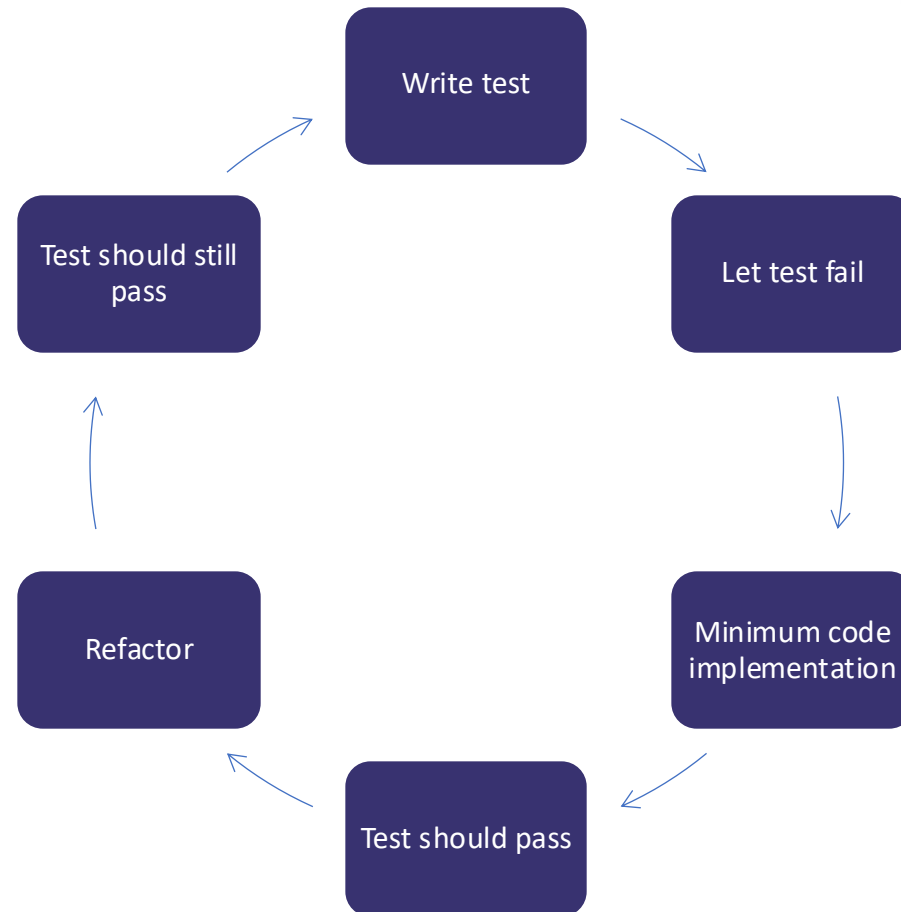 Write test
Let test fail
Minimum code
implementation
Test should pass
Refactor
Test should still
pass